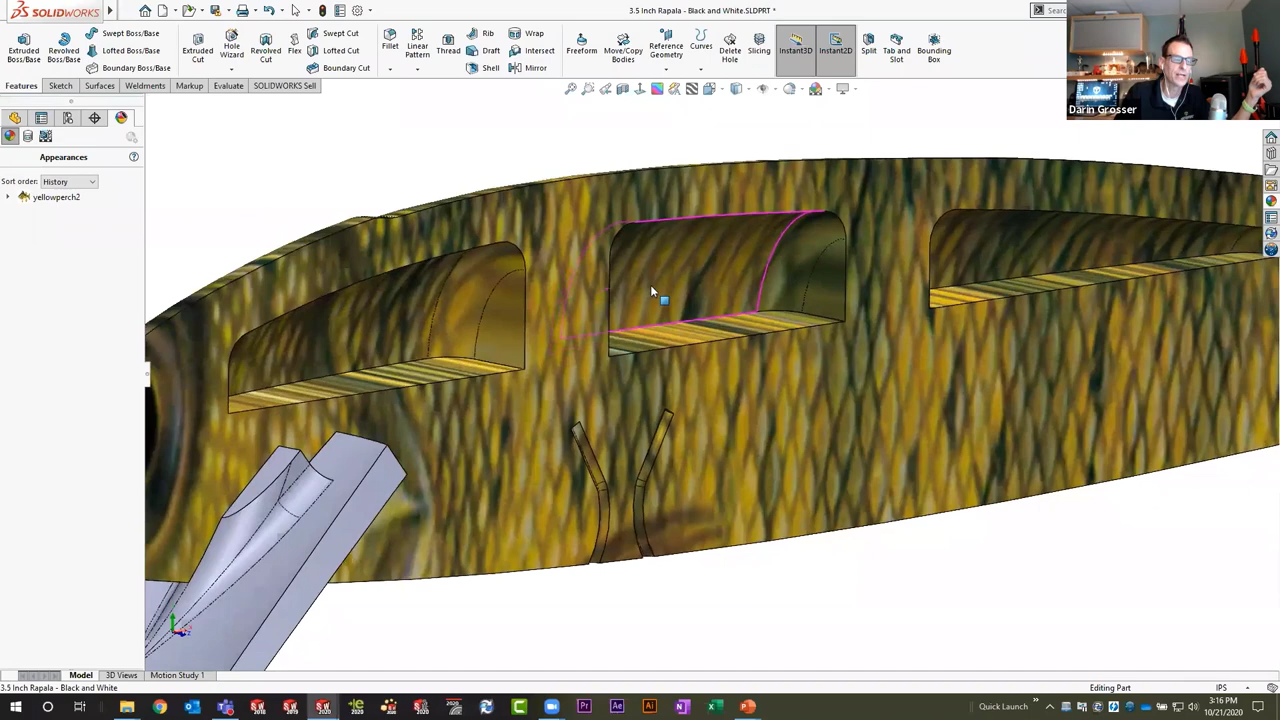 SOLIDWORKS
3.5 Inch Rapala - Black and White.SLDPRT *
Darin Grosser
Extruded Boss/Base
Revolved Boss/Base
Swept Boss/Base
Lofted Boss/Base
Boundary Boss/Base
Extruded Cut
Hole Wizard
Revolved Cut
Flex
Swept Cut
Lofted Cut
Boundary Cut
Fillet
Linear Pattern
Thread
Rib
Draft
Shell
Wrap
Intersect
Mirror
Freeform
Move/Copy Bodies
Reference Geometry
Curves
Delete Hole
Slicing
Instant3D
Instant2D
Split
Tab and Slot
Bounding Box
Features
Sketch
Surfaces
Weldments
Markup
Evaluate
SOLIDWORKS Sell
Appearances
Sort order: History
yellowperch2
Model
3D Views
Motion Study 1
3.5 Inch Rapala - Black and White
Editing Part
IPS
Quick Launch
3:16 PM
10/21/2020